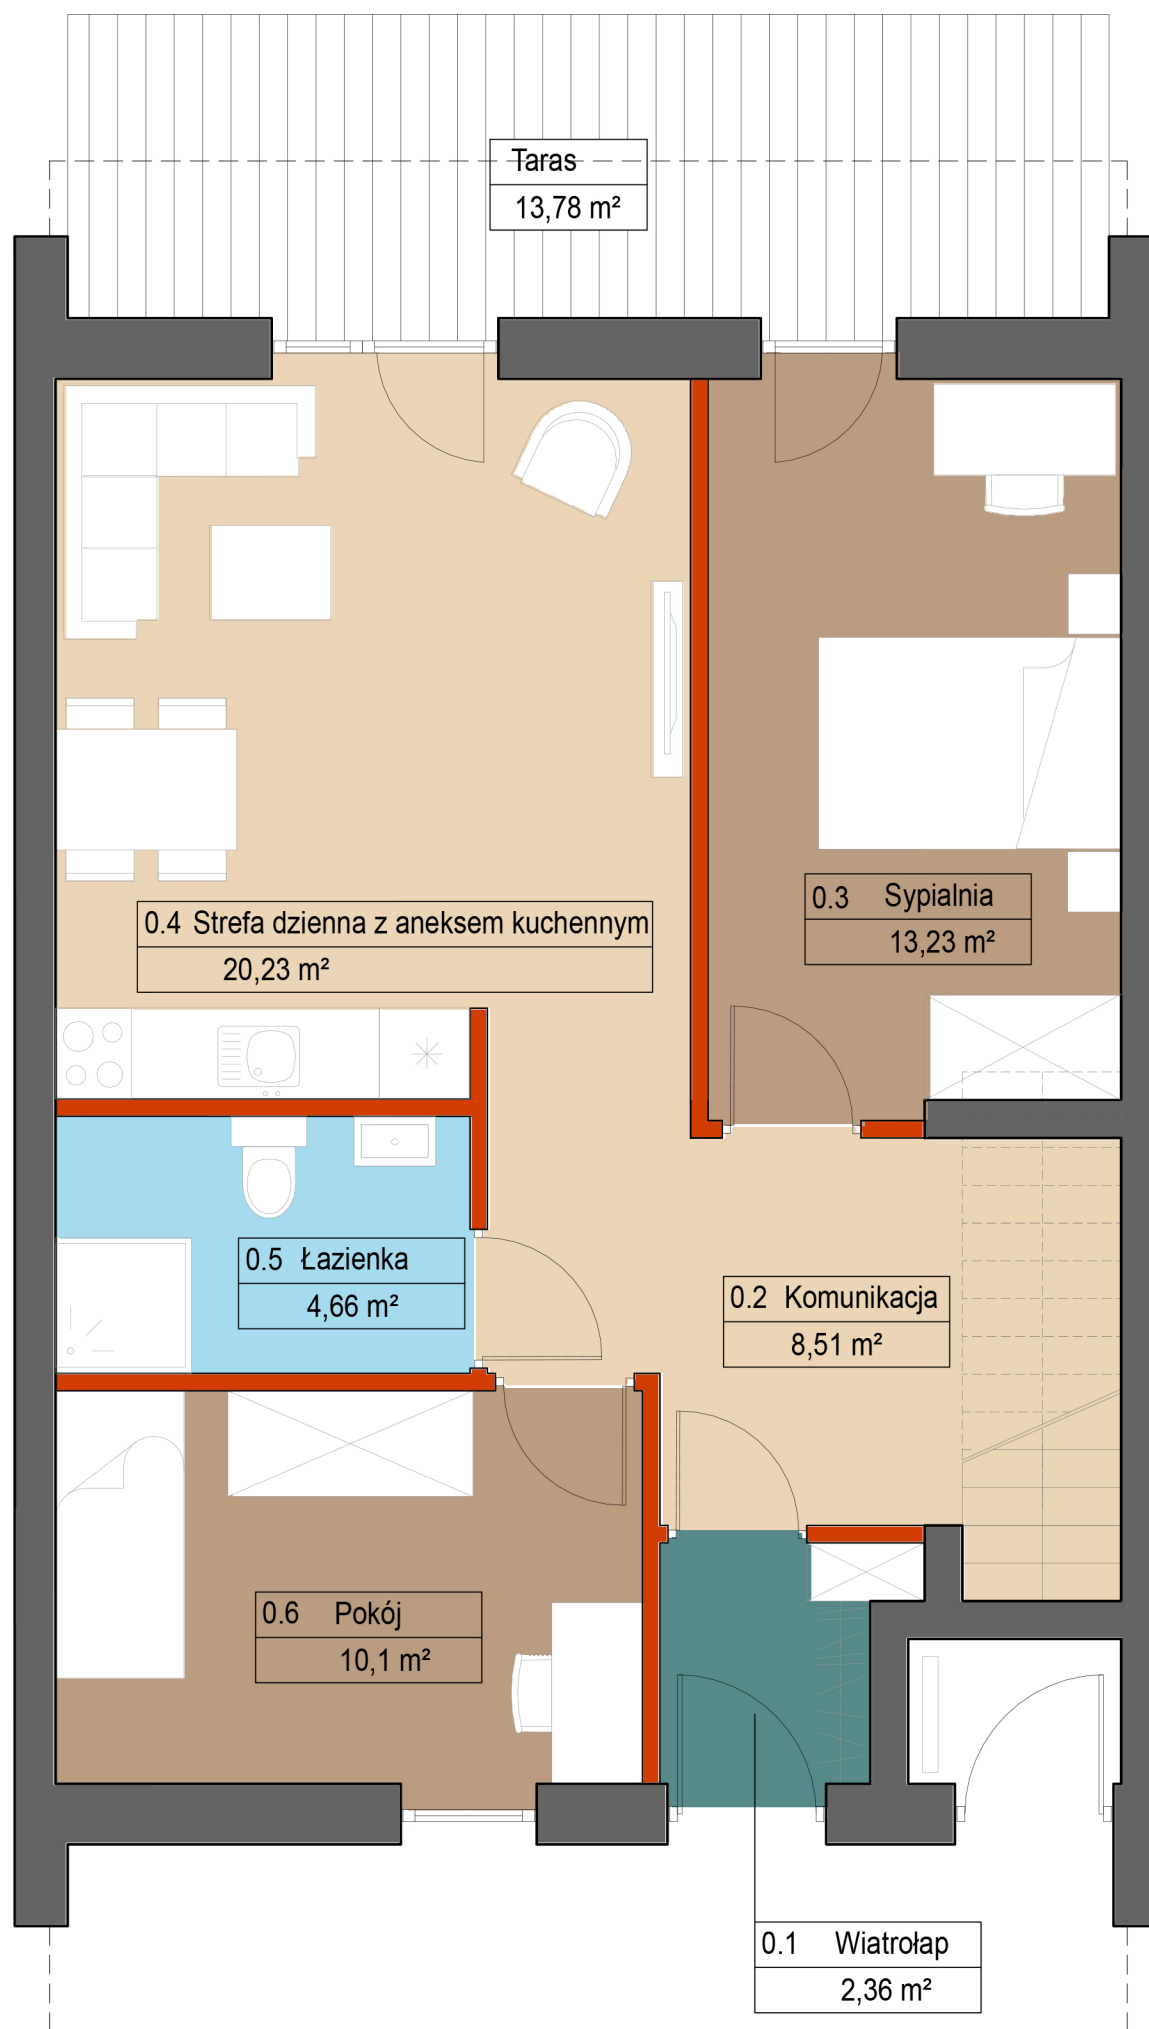 Taras
13,78 m²
0.4 Strefa dzienna z aneksem kuchennym
20,23 m²
0.3 Sypialnia
13,23 m²
0.5 Łazienka
4,66 m²
0.2 Komunikacja
8,51 m²
0.6 Pokój
10,1 m²
0.1 Wiatrołap
2,36 m²